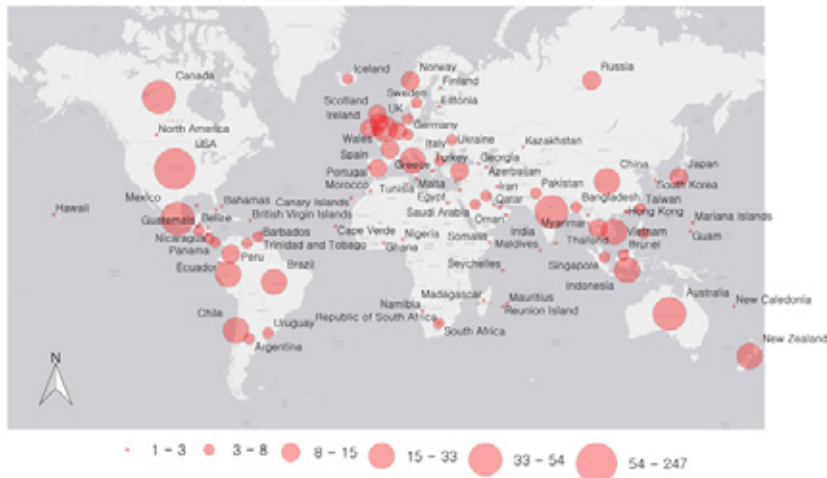 Iceland
Norway
Russia
Canada
Finland
Sweden
Scotland
Estonia
UK
Ireland
Germany
North America
Wales
Italy
Ukraine
Kazakhstan
USA
Spain
Greece
Turkey
Georgia
China
Japan
Portugal
Azerbaijan
Morocco
Malta
Iran
Pakistan
South Korea
Mexico
Tunisia
Bangladesh
Taiwan
Bahamas
Canary Islands
Egypt
Qatar
Hong Kong
Hawaii
Guatemala
Belize
British Virgin Islands
Saudi Arabia
Oman
Myanmar
Mariana Islands
Nicaragua
Barbados
Cape Verde
Nigeria
Somalia
India
Vietnam
Guam
Panama
Trinidad and Tobago
Ghana
Maldives
Thailand
Brunei
Peru
Ecuador
Brazil
Seychelles
Singapore
Indonesia
Madagascar
Australia
Chila
Namibia
Mauritius
New Caledonia
Uruguay
Republic of South Africa
Reunion Island
South Africa
Argentina
New Zealand
N
1 - 3
3 - 8
8 - 15
15 - 33
33 - 54
54 - 247